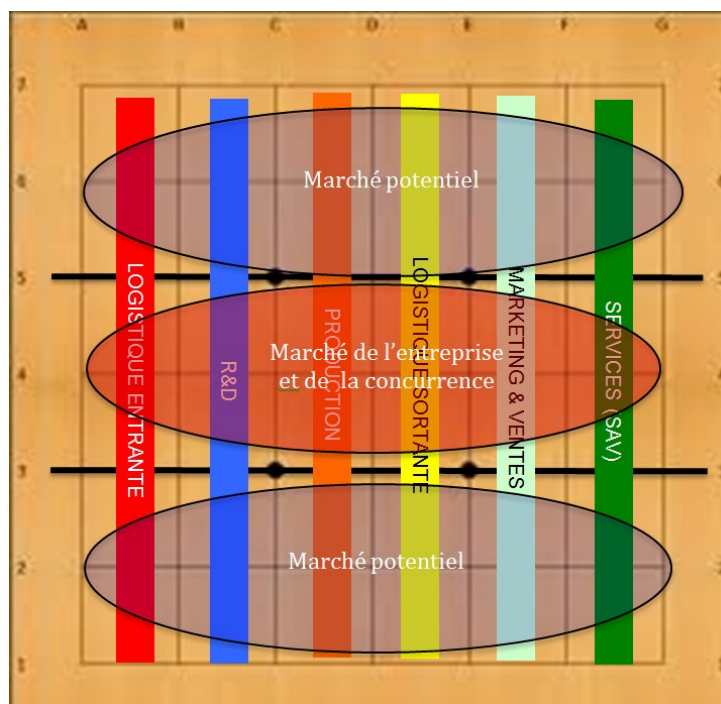 A B C D E F G
7
6
Marché potentiel
5
LOGISTIQUE ENTRANTE
R&D
PRODUCTION
LOGISTIQUE SORTANTE
MARKETING & VENTES
SERVICES (SAV)
Marché de l'entreprise
et de la concurrence
4
3
Marché potentiel
2
1